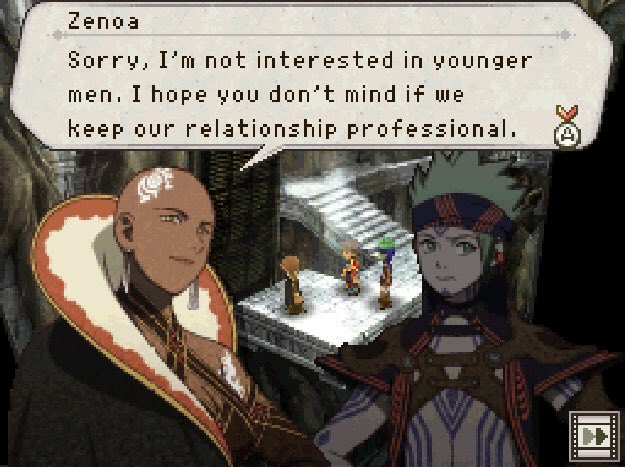 Zenoa
Sorry, I'm not interested in younger
men. I hope you don't mind if we
keep our relationship professional.
A